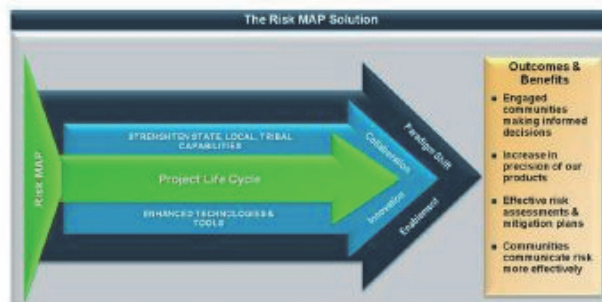 The Risk MAP Solution
Risk MAP
STRENGHTEN STATE, LOCAL, TRIBAL
CAPABILITIES
Project Life Cycle
ENHANCED TECHNOLOGIES &
TOOLS
Collaboration
Innovation
Paradigm Shift
Enablement
Outcomes &
Benefits
▪ Engaged
communities
making informed
decisions
▪ Increase in
precision of our
products
▪ Effective risk
assessments &
mitigation plans
▪ Communities
communicate risk
more effectively